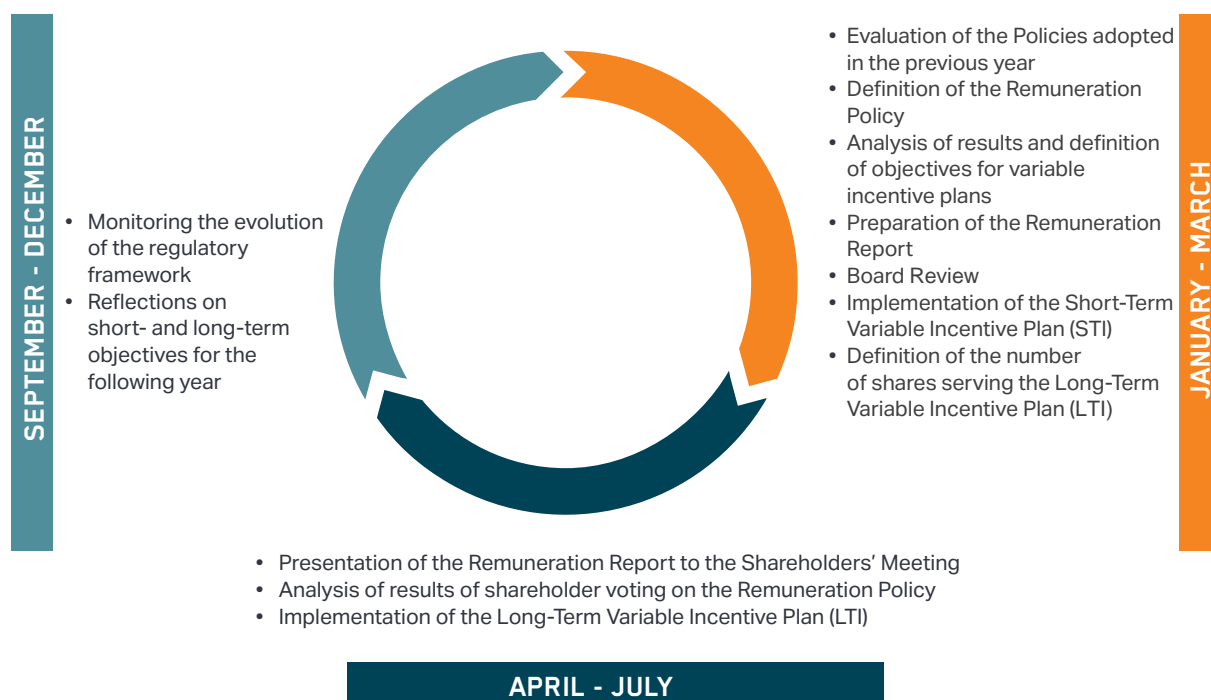 SEPTEMBER - DECEMBER
• Monitoring the evolution
of the regulatory
framework
• Reflections on
short- and long-term
objectives for the
following year
• Evaluation of the Policies adopted
in the previous year
• Definition of the Remuneration
Policy
• Analysis of results and definition
of objectives for variable
incentive plans
• Preparation of the Remuneration
Report
• Board Review
• Implementation of the Short-Term
Variable Incentive Plan (STI)
• Definition of the number
of shares serving the Long-Term
Variable Incentive Plan (LTI)
JANUARY - MARCH
• Presentation of the Remuneration Report to the Shareholders’ Meeting
• Analysis of results of shareholder voting on the Remuneration Policy
• Implementation of the Long-Term Variable Incentive Plan (LTI)
APRIL - JULY